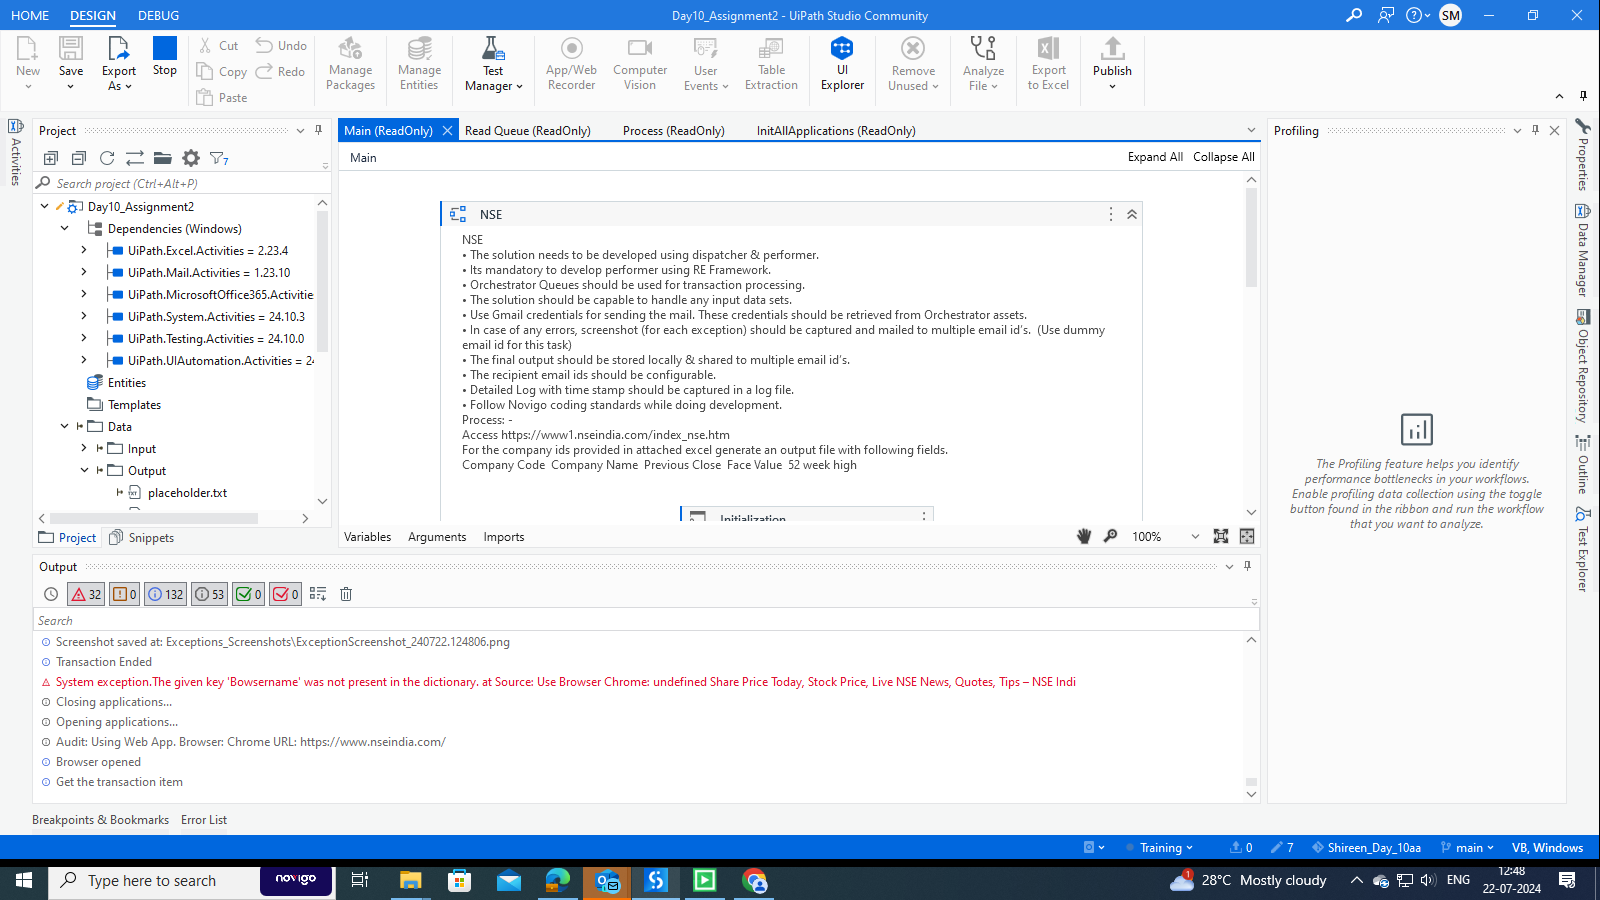 HOME DESIGN DEBUG
Day10_Assignment2 - UiPath Studio Community
SM
New
Save
Export As
Stop
Cut
Copy
Paste
Undo
Redo
Manage Packages
Manage Entities
Test Manager
App/Web Recorder
Computer Vision
User Events
Table Extraction
UI Explorer
Remove Unused
Analyze File
Export to Excel
Publish
Activities
Project
7
Search project (Ctrl+Alt+P)
Day10_Assignment2
Dependencies (Windows)
UiPath.Excel.Activities = 2.23.4
UiPath.Mail.Activities = 1.23.10
UiPath.MicrosoftOffice365.Activitie
UiPath.System.Activities = 24.10.3
UiPath.Testing.Activities = 24.10.0
UiPath.UIAutomation.Activities = 24
Entities
Templates
Data
Input
Output
placeholder.txt
Project Snippets
Main (ReadOnly) Read Queue (ReadOnly) Process (ReadOnly) InitAllApplications (ReadOnly)
Main Expand All Collapse All
NSE
NSE
• The solution needs to be developed using dispatcher & performer.
• Its mandatory to develop performer using RE Framework.
• Orchestrator Queues should be used for transaction processing.
• The solution should be capable to handle any input data sets.
• Use Gmail credentials for sending the mail. These credentials should be retrieved from Orchestrator assets.
• In case of any errors, screenshot (for each exception) should be captured and mailed to multiple email id's. (Use dummy
email id for this task)
• The final output should be stored locally & shared to multiple email id's.
• The recipient email ids should be configurable.
• Detailed Log with time stamp should be captured in a log file.
• Follow Novigo coding standards while doing development.
Process: -
Access https://www1.nseindia.com/index_nse.htm
For the company ids provided in attached excel generate an output file with following fields.
Company Code Company Name Previous Close Face Value 52 week high
Initialization
Variables Arguments Imports 100%
Profiling
The Profiling feature helps you identify
performance bottlenecks in your workflows.
Enable profiling data collection using the toggle
button found in the ribbon and run the workflow
that you want to analyze.
Properties
Data Manager
Object Repository
Outline
Test Explorer
Output
32 0 132 53 0 0
Search
Screenshot saved at: Exceptions_Screenshots\ExceptionScreenshot_240722.124806.png
Transaction Ended
System exception.The given key 'Bowsername' was not present in the dictionary. at Source: Use Browser Chrome: undefined Share Price Today, Stock Price, Live NSE News, Quotes, Tips – NSE Indi
Closing applications...
Opening applications...
Audit: Using Web App. Browser: Chrome URL: https://www.nseindia.com/
Browser opened
Get the transaction item
Breakpoints & Bookmarks Error List
Training 0 7 Shireen_Day_10aa main VB, Windows
Type here to search
novigo
1
28°C Mostly cloudy
ENG
12:48
22-07-2024